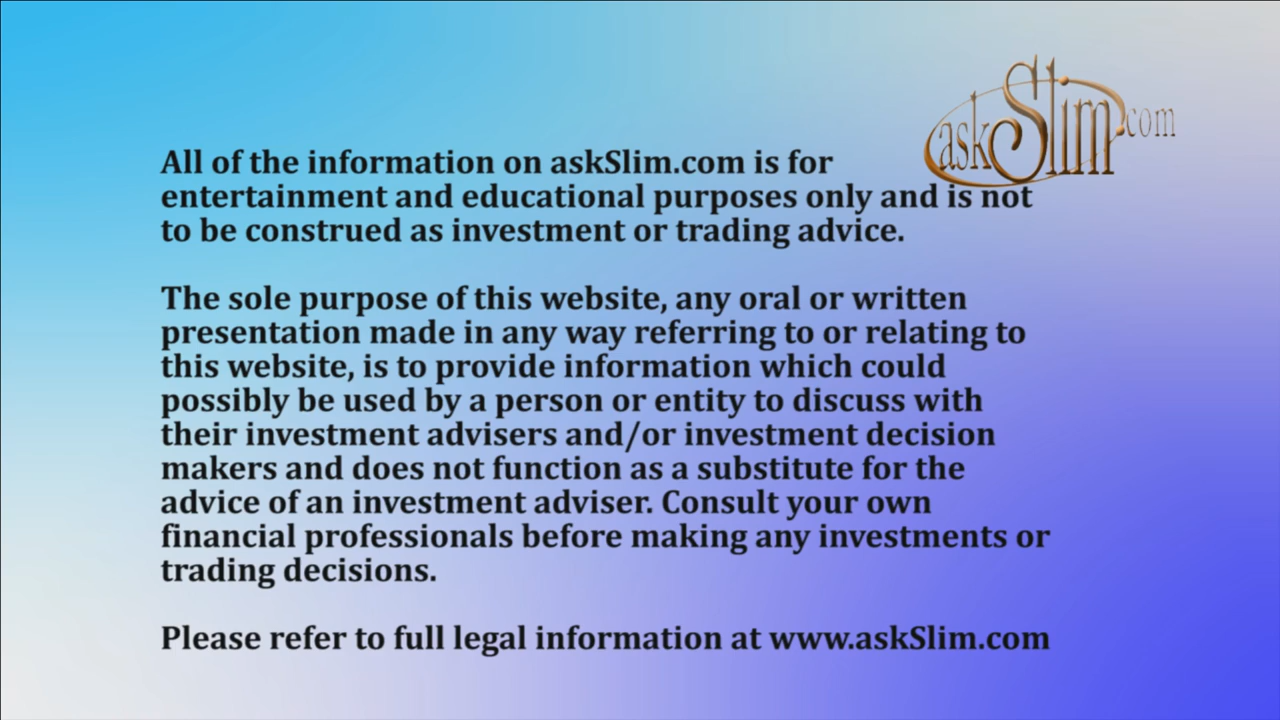 askSlim.com
All of the information on askSlim.com is for
entertainment and educational purposes only and is not
to be construed as investment or trading advice.
The sole purpose of this website, any oral or written
presentation made in any way referring to or relating to
this website, is to provide information which could
possibly be used by a person or entity to discuss with
their investment advisers and/or investment decision
makers and does not function as a substitute for the
advice of an investment adviser. Consult your own
financial professionals before making any investments or
trading decisions.
Please refer to full legal information at www.askSlim.com